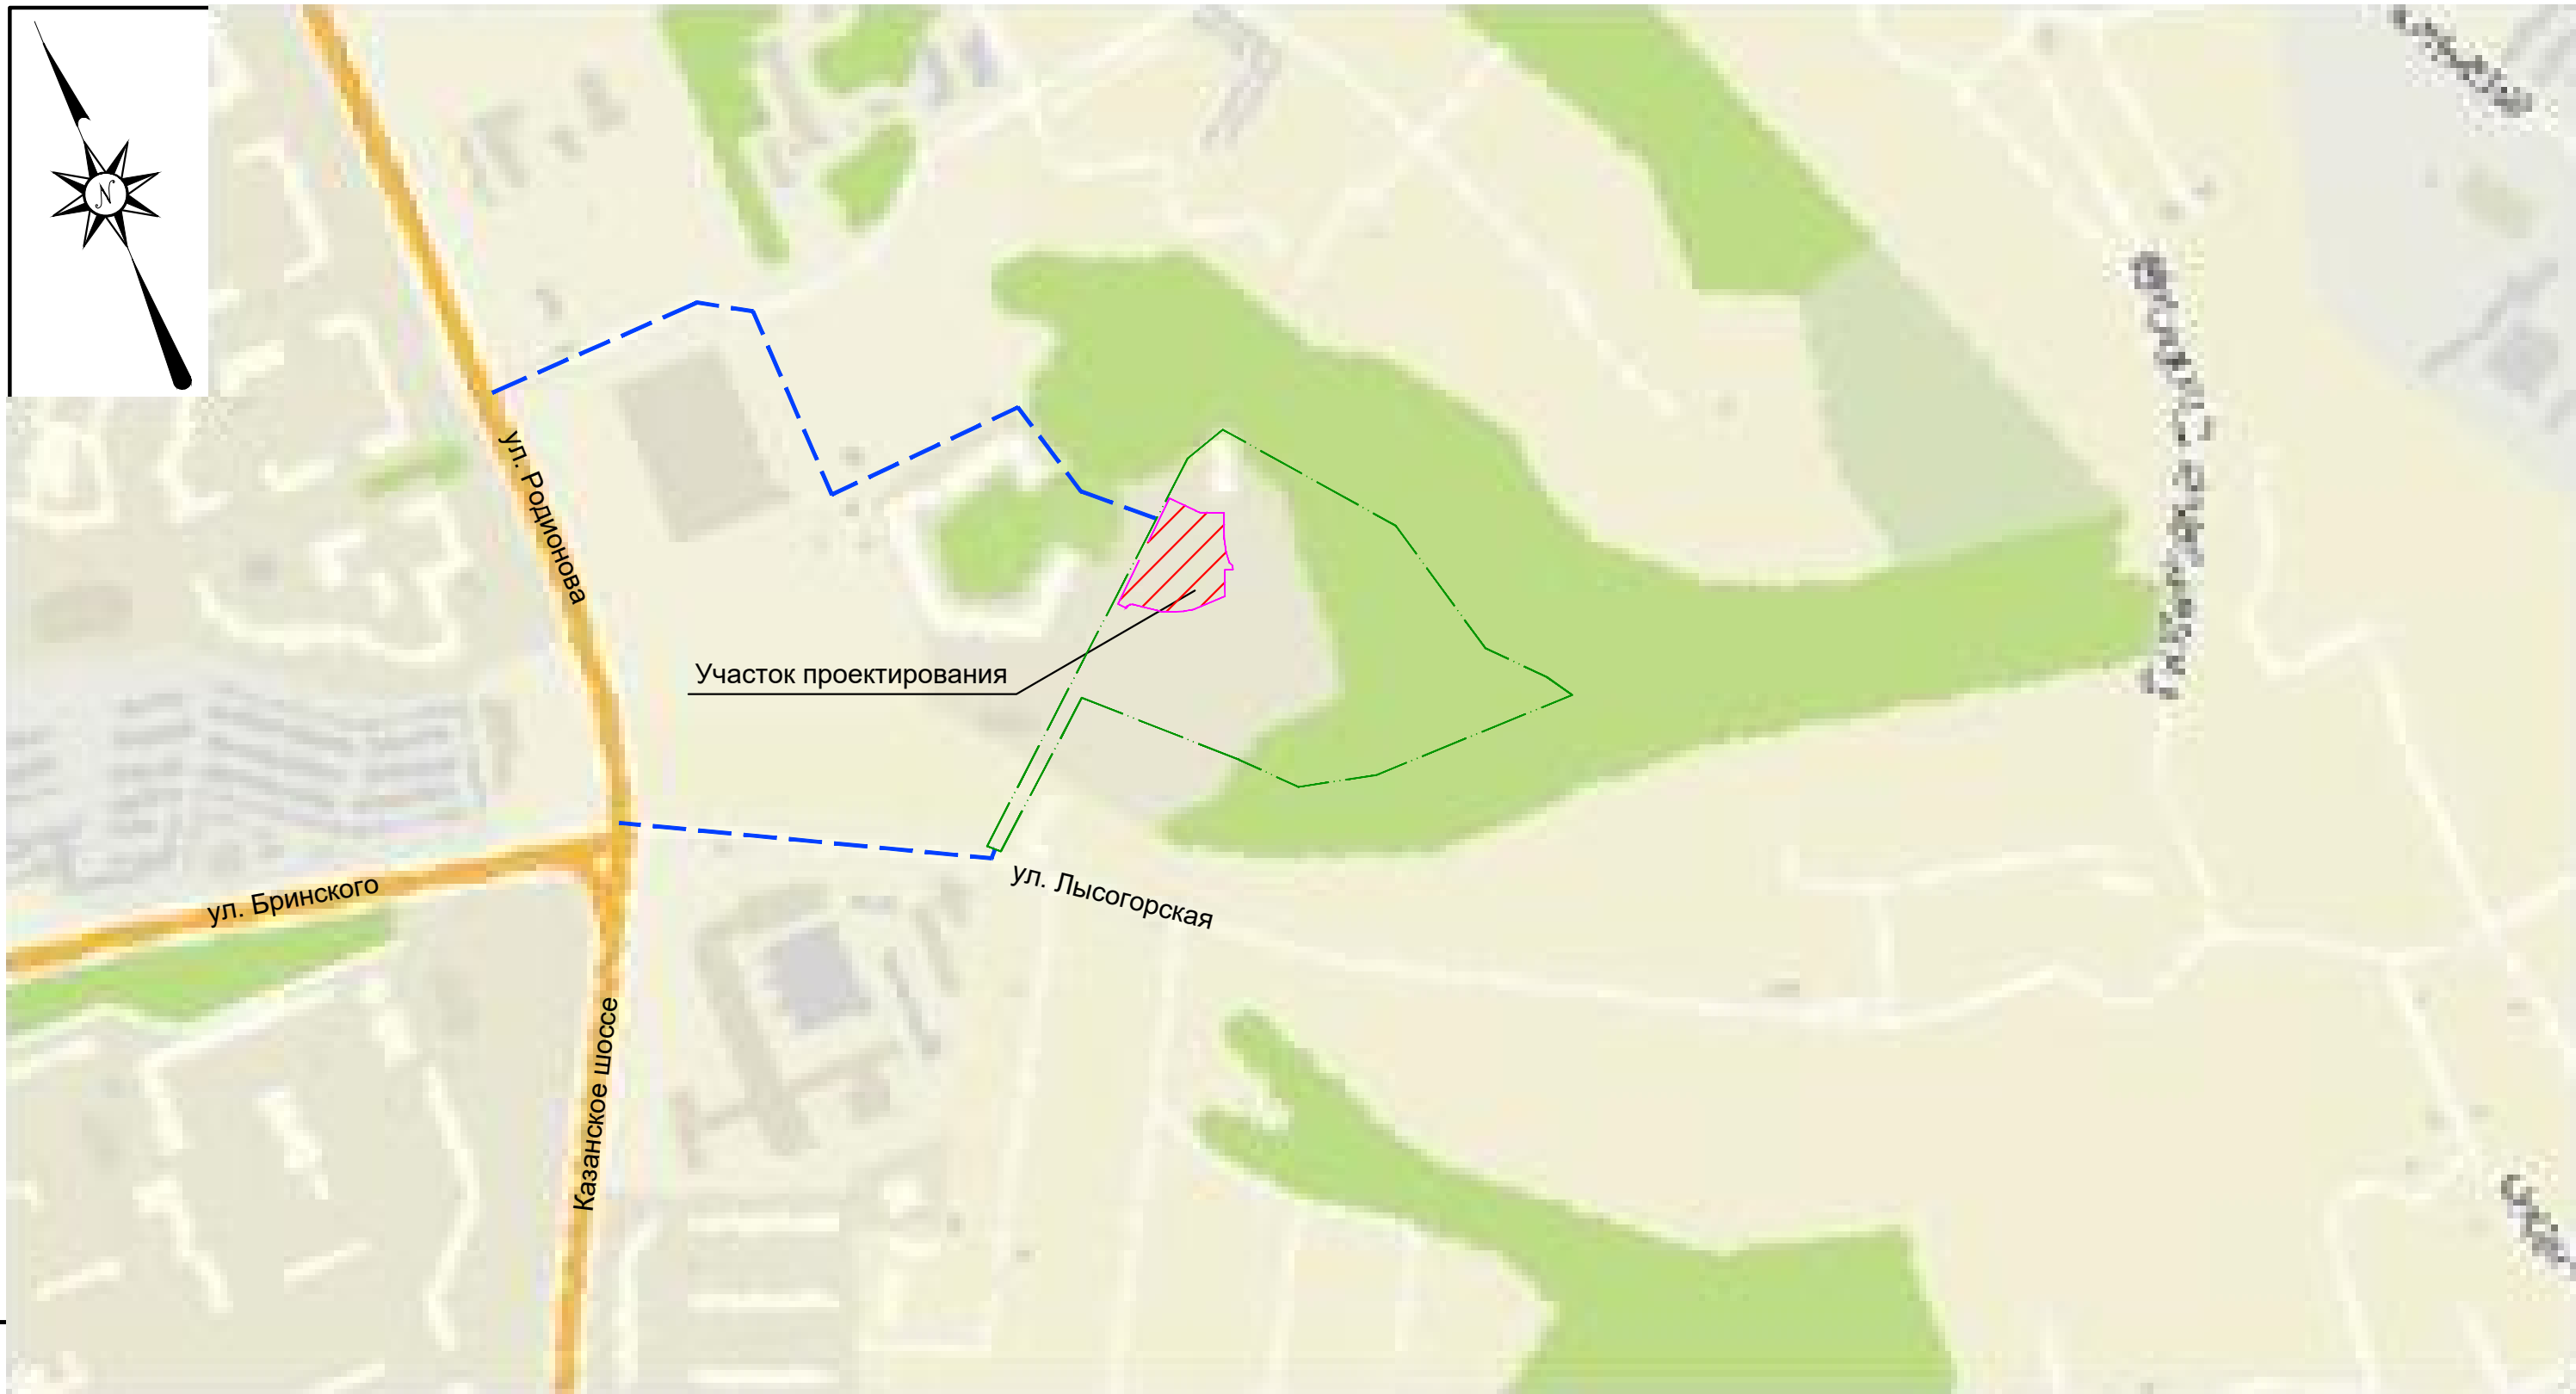 N
ул. Родионова
Участок проектирования
ул. Бринского
ул. Лысогорская
Казанское шоссе